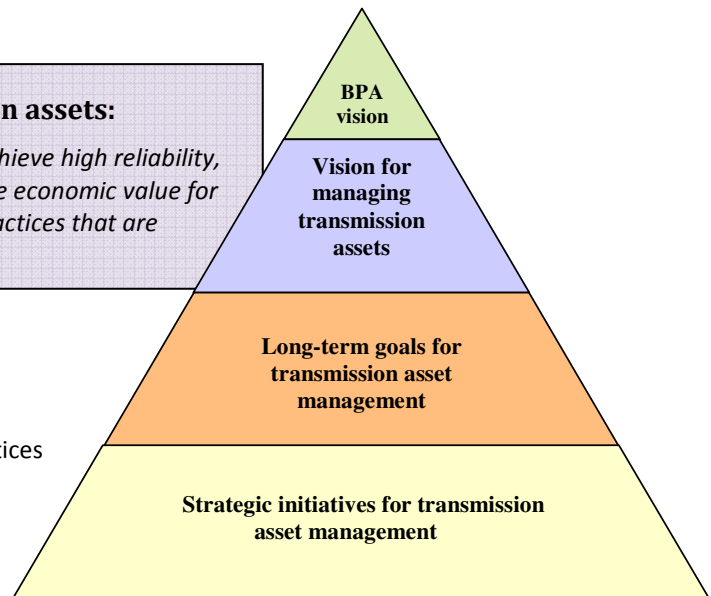 n assets:
hieve high reliability,
e economic value for
actices that are
BPA
vision
Vision for
managing
transmission
assets
Long-term goals for
transmission asset
management
tices
Strategic initiatives for transmission
asset management